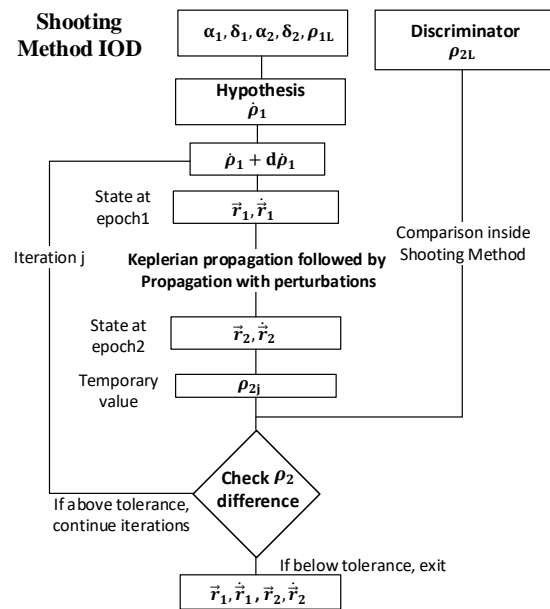 Shooting
Method IOD
α₁, δ₁, α₂, δ₂, ρ₁L
Discriminator
ρ₂L
Hypothesis
ρ̇₁
ρ̇₁ + dρ̇₁
State at
epoch1
r⃗₁, r⃗̇₁
Comparison inside
Shooting Method
Iteration j
Keplerian propagation followed by
Propagation with perturbations
State at
epoch2
r⃗₂, r⃗̇₂
Temporary
value
ρ₂ⱼ
Check ρ₂
difference
If above tolerance,
continue iterations
If below tolerance, exit
r⃗₁, r⃗̇₁, r⃗₂, r⃗̇₂